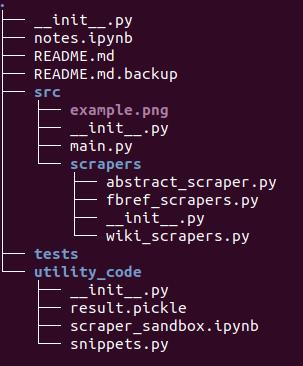 .
├── __init__.py
├── notes.ipynb
├── README.md
├── README.md.backup
├── src
│   ├── example.png
│   ├── __init__.py
│   ├── main.py
│   └── scrapers
│       ├── abstract_scraper.py
│       ├── fbref_scrapers.py
│       ├── __init__.py
│       └── wiki_scrapers.py
├── tests
└── utility_code
    ├── __init__.py
    ├── result.pickle
    ├── scraper_sandbox.ipynb
    └── snippets.py